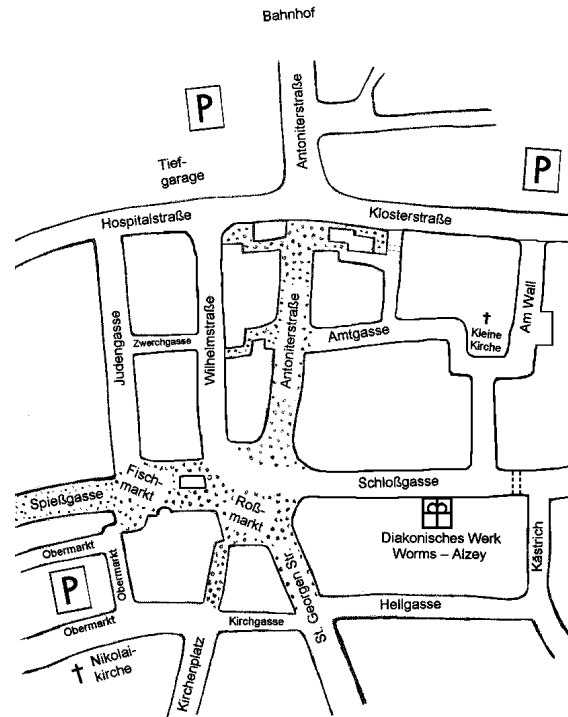 Bahnhof
Antoniterstraße
P
Tief-
garage
P
Hospitalstraße
Klosterstraße
Judengasse
Zwerchgasse
Wilhelmstraße
Antoniterstraße
Amtgasse
Kleine
Kirche
Am Wall
Fisch-
markt
Spießgasse
Roß-
markt
Schloßgasse
Diakonisches Werk
Worms – Alzey
Kästrich
Obermarkt
Obermarkt
P
Obermarkt
St. Georgen Str.
Hellgasse
Kirchgasse
Nikolai-
kirche
Kirchenplatz